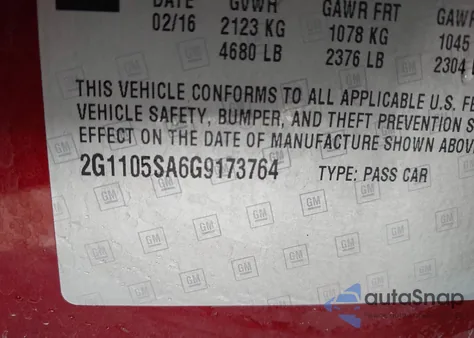 DATE GVWR GAWR FRT GAWR
02/16 2123 KG 1078 KG 1045
4680 LB 2376 LB 2304
THIS VEHICLE CONFORMS TO ALL APPLICABLE U.S. FE
VEHICLE SAFETY, BUMPER, AND THEFT PREVENTION S
EFFECT ON THE DATE OF MANUFACTURE SHOWN ABOV
2G1105SA6G9173764 TYPE: PASS CAR
GM
autoSnap